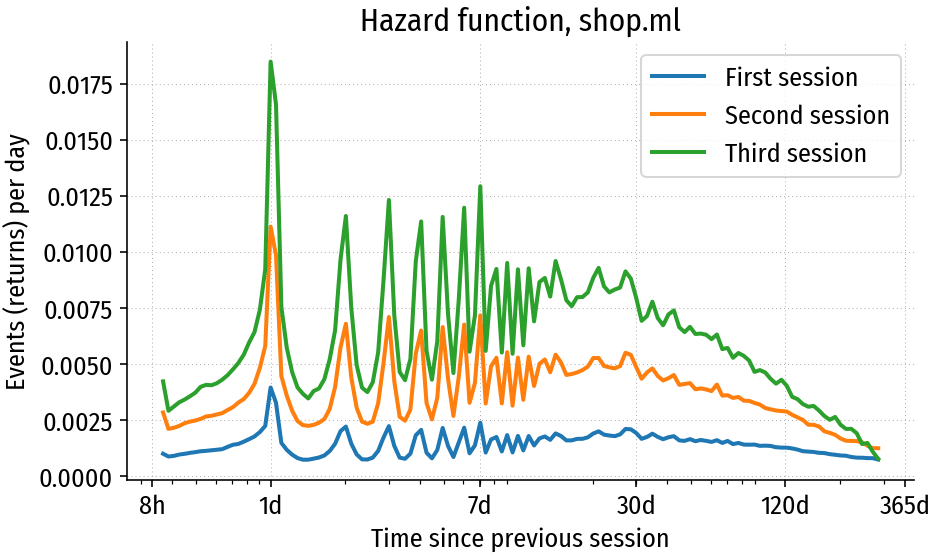 Hazard function, shop.ml
Events (returns) per day
0.0175
0.0150
0.0125
0.0100
0.0075
0.0050
0.0025
0.0000
First session
Second session
Third session
8h 1d 7d 30d 120d 365d
Time since previous session